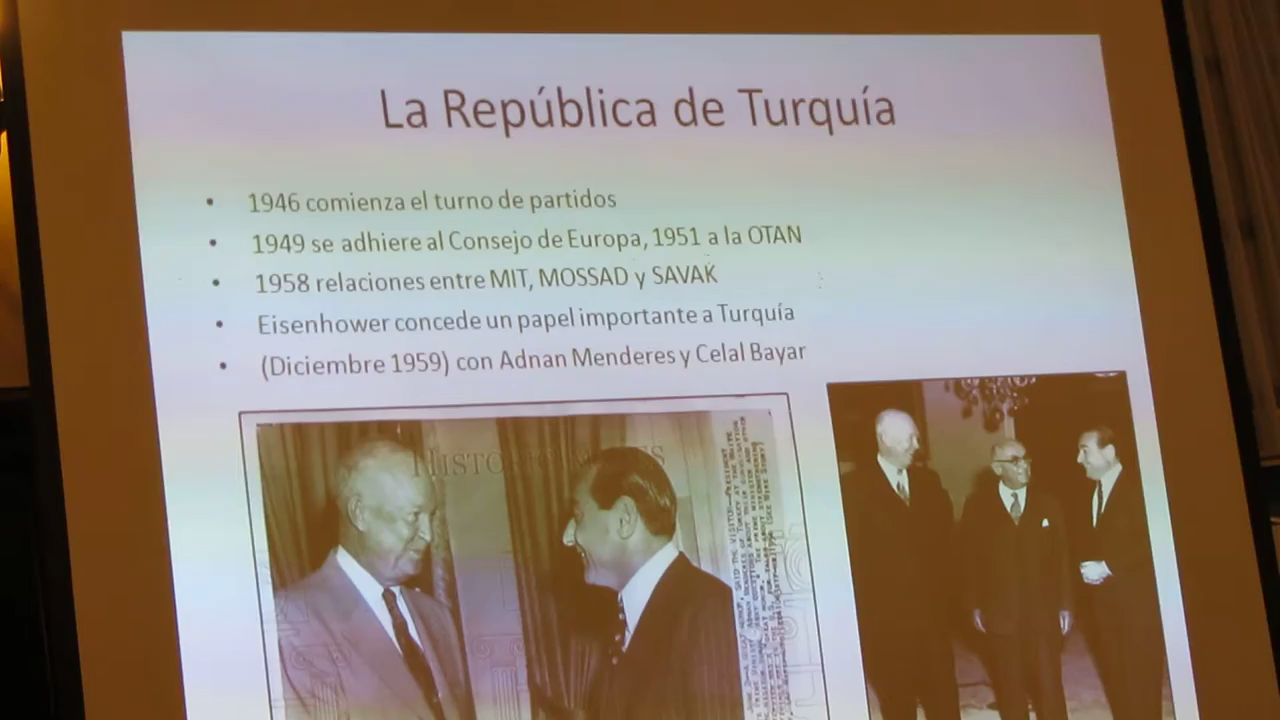 La República de Turquía
• 1946 comienza el turno de partidos
• 1949 se adhiere al Consejo de Europa, 1951 a la OTAN
• 1958 relaciones entre MIT, MOSSAD y SAVAK
• Eisenhower concede un papel importante a Turquía
• (Diciembre 1959) con Adnan Menderes y Celal Bayar